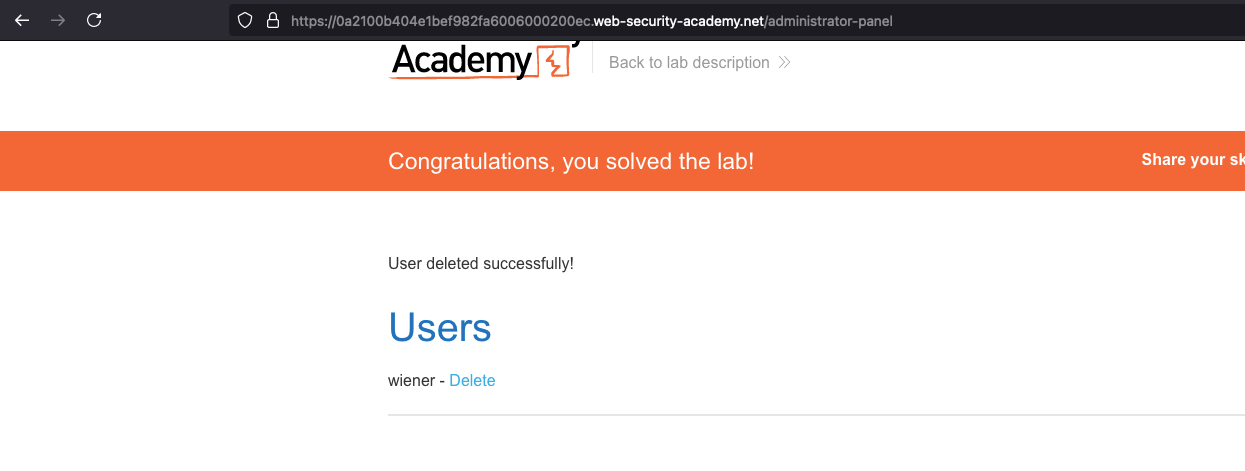 https://0a2100b404e1bef982fa6006000200ec.web-security-academy.net/administrator-panel
Academy
Back to lab description
Congratulations, you solved the lab!
Share your sk
User deleted successfully!
Users
wiener - Delete